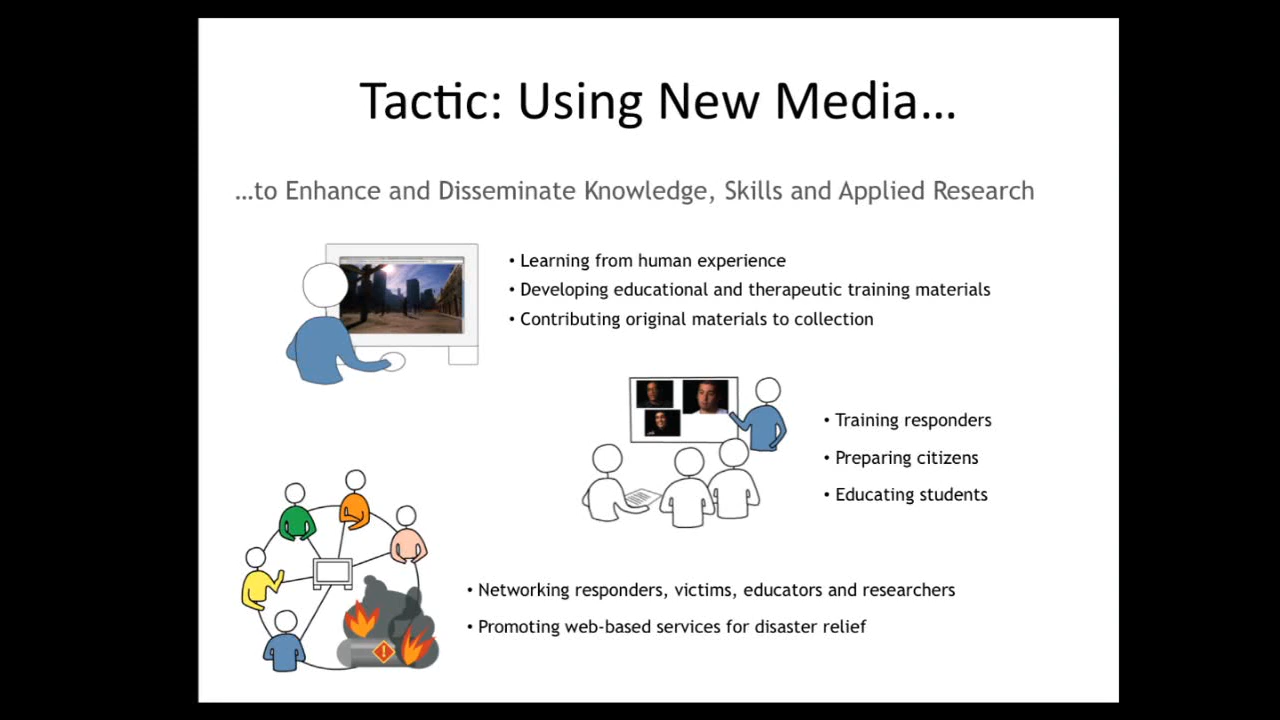 Tactic: Using New Media…
…to Enhance and Disseminate Knowledge, Skills and Applied Research
• Learning from human experience
• Developing educational and therapeutic training materials
• Contributing original materials to collection
• Training responders
• Preparing citizens
• Educating students
• Networking responders, victims, educators and researchers
• Promoting web-based services for disaster relief
!